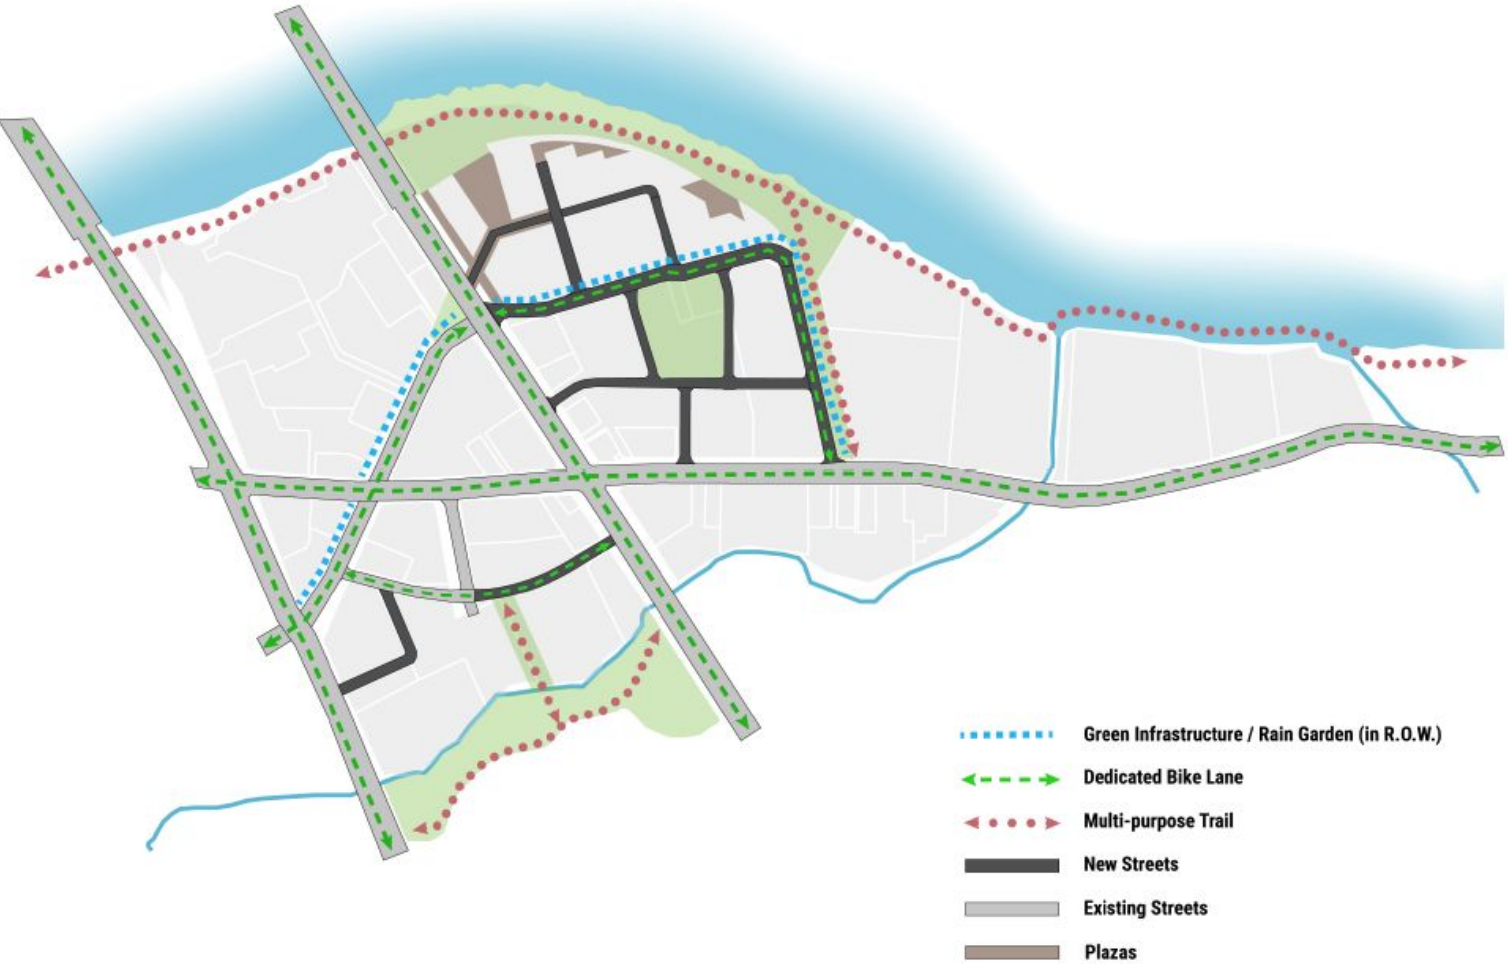 Green Infrastructure / Rain Garden (in R.O.W.)
Dedicated Bike Lane
Multi-purpose Trail
New Streets
Existing Streets
Plazas